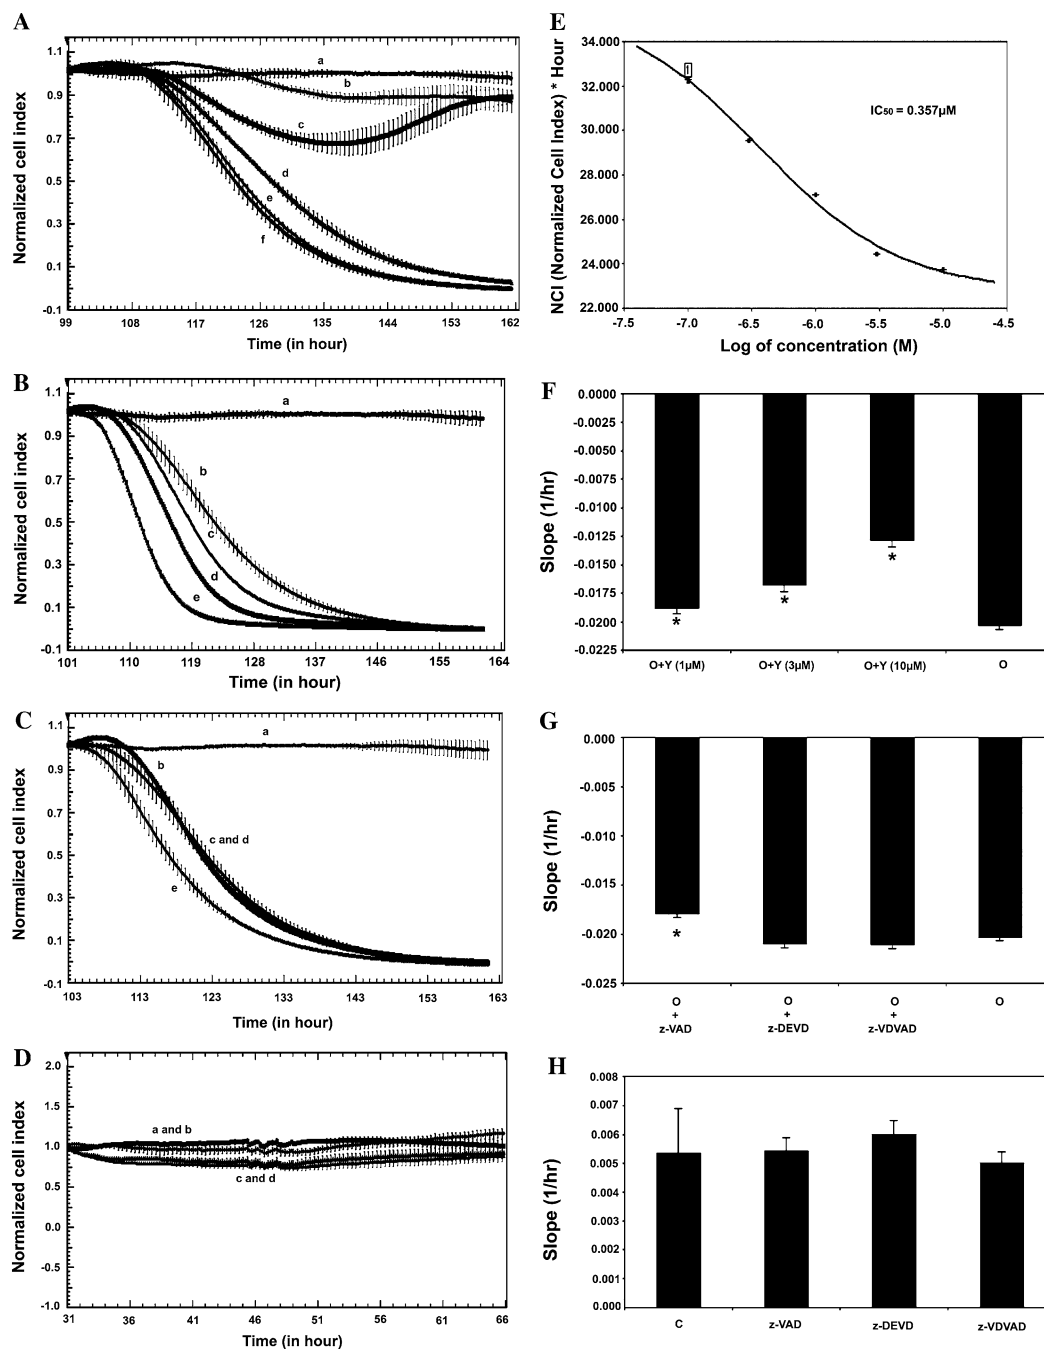 A
Normalized cell index
1.1
0.9
0.7
0.5
0.3
0.1
-0.1
a
b
c
d
e
f
99 108 117 126 135 144 153 162
Time (in hour)
B
Normalized cell index
1.1
0.9
0.7
0.5
0.3
0.1
-0.1
a
b
c
d
e
101 110 119 128 137 146 155 164
Time (in hour)
C
Normalized cell index
1.1
0.9
0.7
0.5
0.3
0.1
-0.1
a
b
c and d
e
103 113 123 133 143 153 163
Time (in hour)
D
Normalized cell index
2.0
1.5
1.0
0.5
0.0
-0.5
-1.0
a and b
c and d
31 36 41 46 51 56 61 66
Time (in hour)
E
NCI (Normalized Cell Index) * Hour
34.000
32.000
30.000
28.000
26.000
24.000
22.000
1
IC50 = 0.357µM
-7.5 -7.0 -6.5 -6.0 -5.5 -5.0 -4.5
Log of concentration (M)
F
Slope (1/hr)
0.0000
-0.0025
-0.0050
-0.0075
-0.0100
-0.0125
-0.0150
-0.0175
-0.0200
-0.0225
*
*
*
O+Y (1µM) O+Y (3µM) O+Y (10µM) O
G
Slope (1/hr)
0.000
-0.005
-0.010
-0.015
-0.020
-0.025
*
O O O O
+ + +
z-VAD z-DEVD z-VDVAD
H
Slope (1/hr)
0.008
0.007
0.006
0.005
0.004
0.003
0.002
0.001
0.000
C z-VAD z-DEVD z-VDVAD